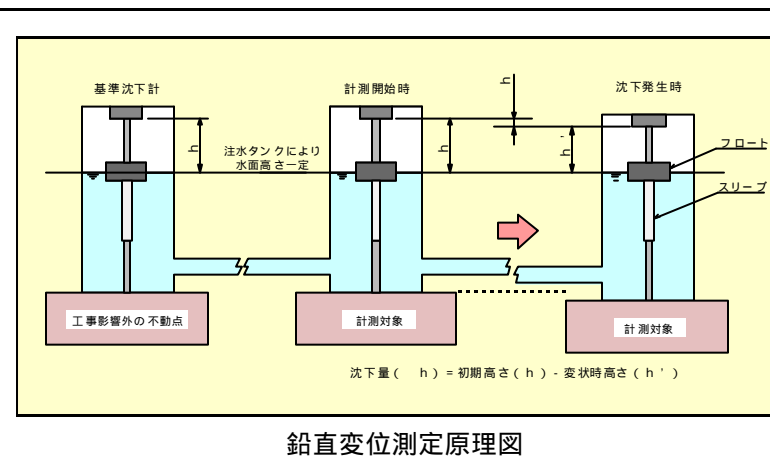 基準沈下計
計測開始時
沈下発生時
h
h
h
h'
注水タンクにより
水面高さ一定
フロート
スリーブ
工事影響外の不動点
計測対象
計測対象
沈下量( h)=初期高さ(h)-変状時高さ(h')
鉛直変位測定原理図